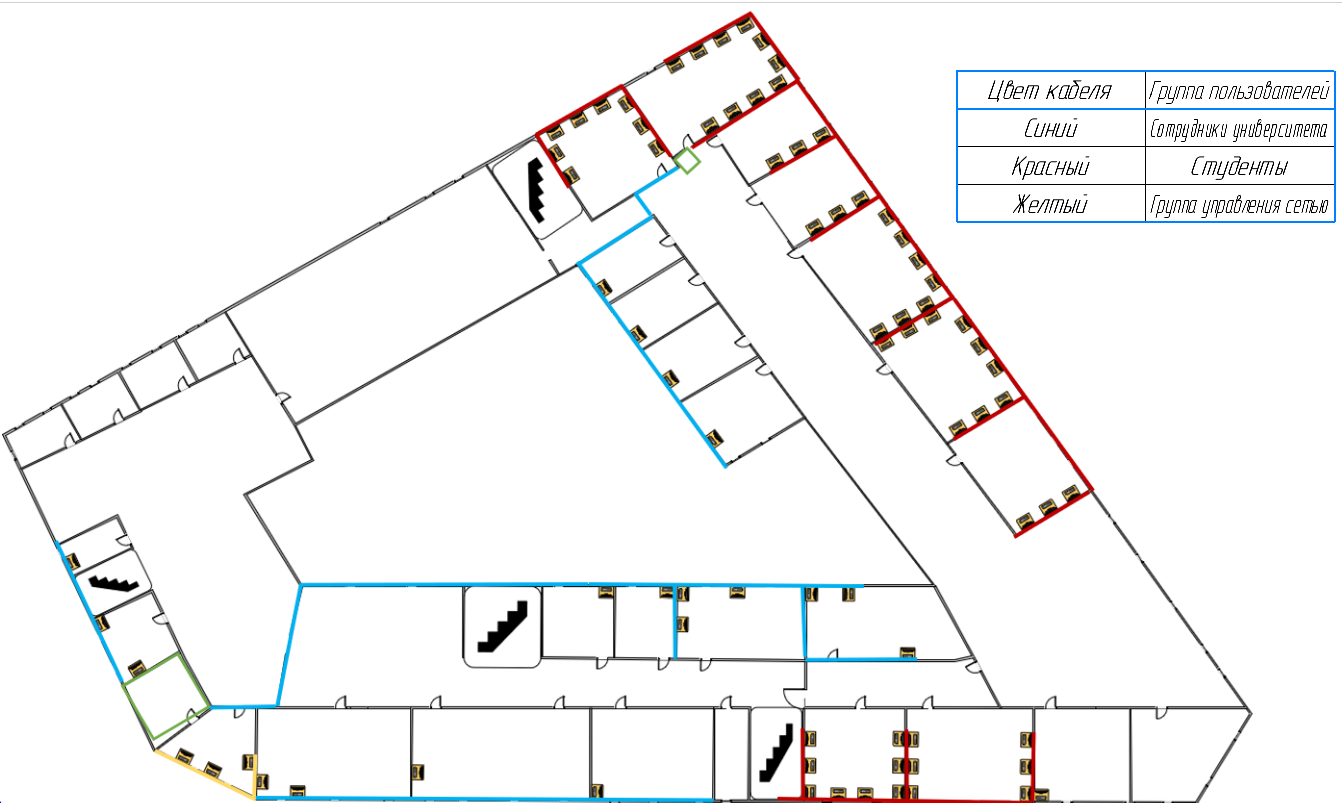 Цвет кабеля Группа пользователей
Синий Сотрудники университета
Красный Студенты
Желтый Группа управления сетью